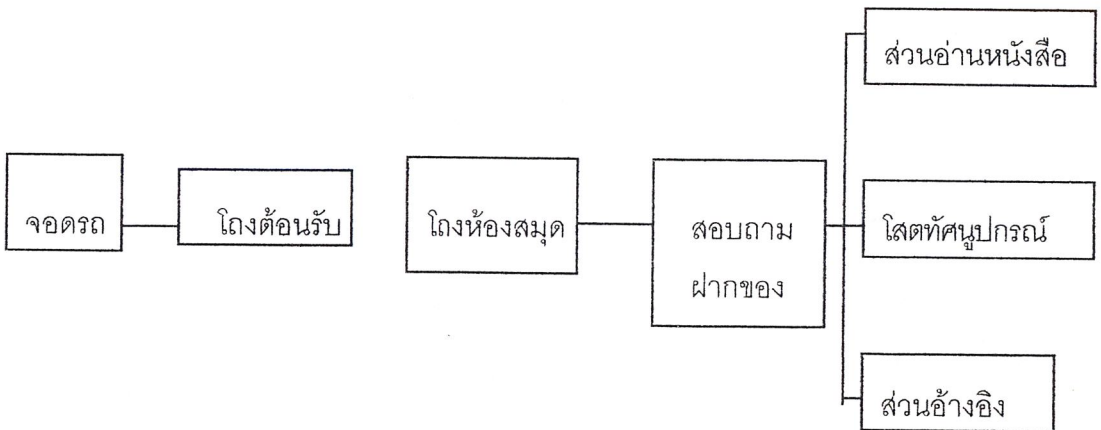 ส่วนอ่านหนังสือ
จอดรถ
โถงต้อนรับ
โถงห้องสมุด
สอบถาม
ฝากของ
โสตทัศนูปกรณ์
ส่วนอ้างอิง